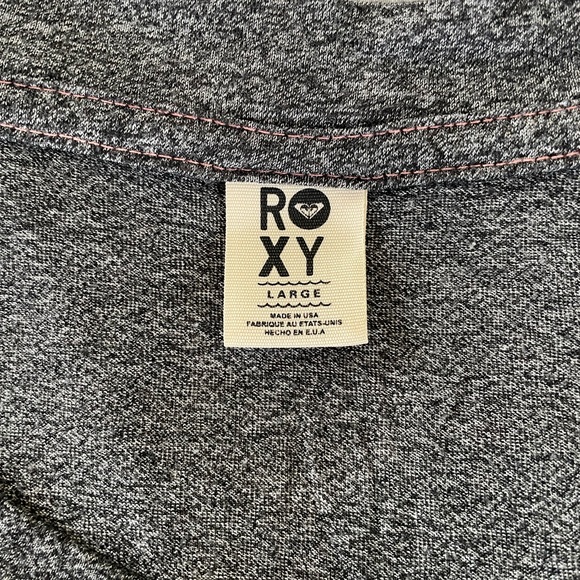 RO
XY
LARGE
MADE IN USA
FABRIQUE AU ETATS-UNIS
HECHO EN E.U.A